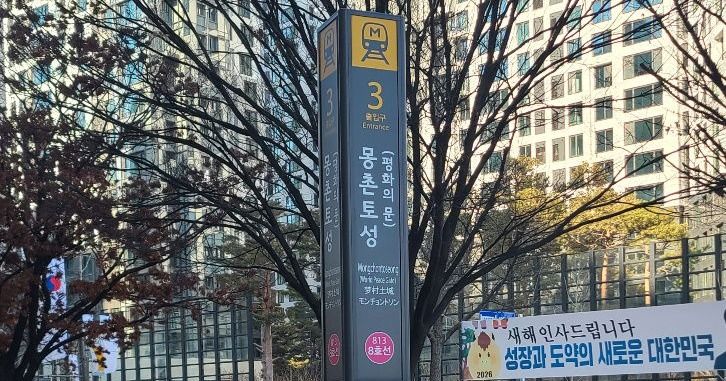 M
3
출입구
Entrance
몽촌토성
(평화의 문)
Mongchontoseong
(World Peace Gate)
梦村土城
モンチョントソン
813
8호선
3
몽촌토성
새해 인사드립니다
성장과 도약의 새로운 대한민국
2026